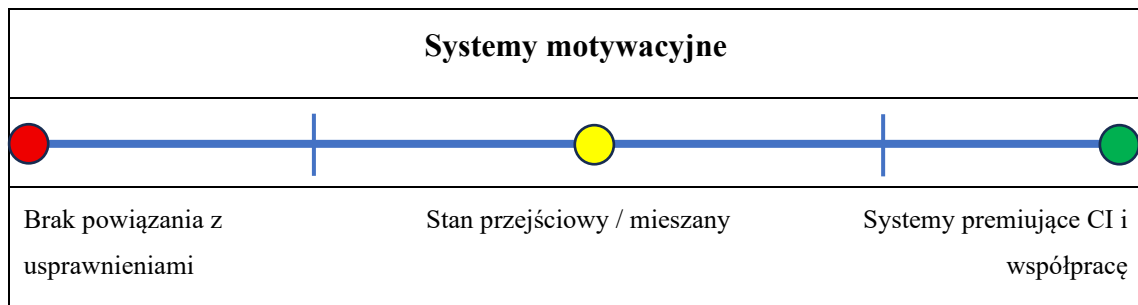 Systemy motywacyjne
Brak powiązania z
usprawnieniami
Stan przejściowy / mieszany
Systemy premiujące CI i
współpracę